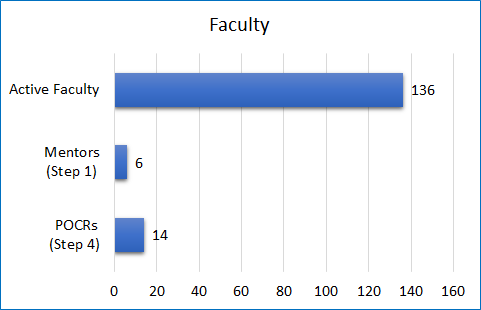 Faculty
Active Faculty
136
Mentors
(Step 1)
6
POCRs
(Step 4)
14
0 20 40 60 80 100 120 140 160